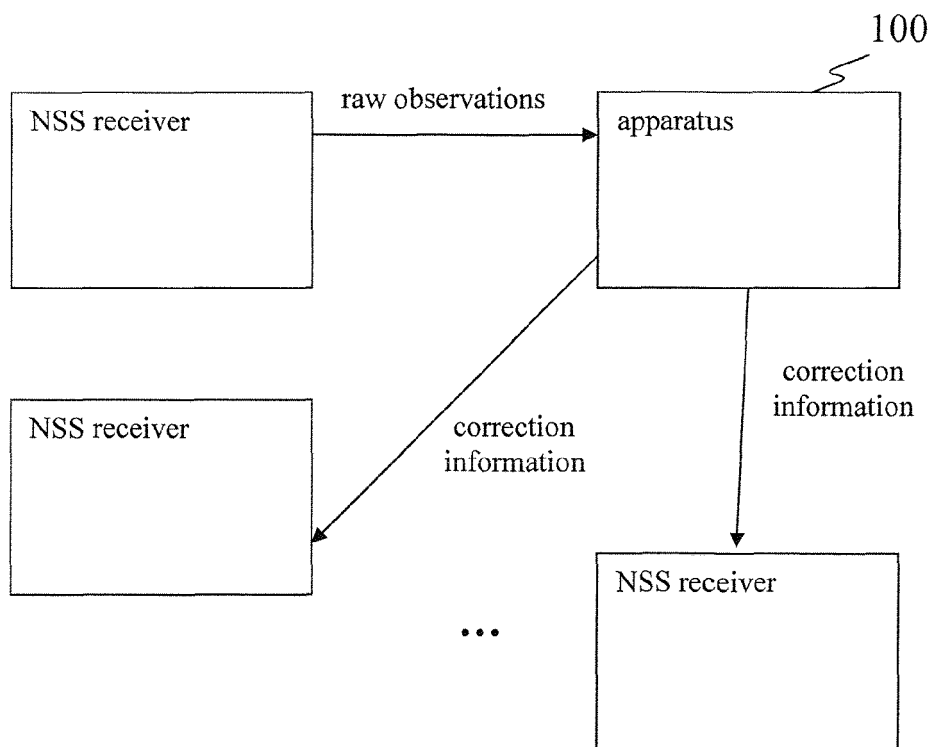 100
raw observations
NSS receiver
apparatus
correction
information
NSS receiver
correction
information
NSS receiver
...